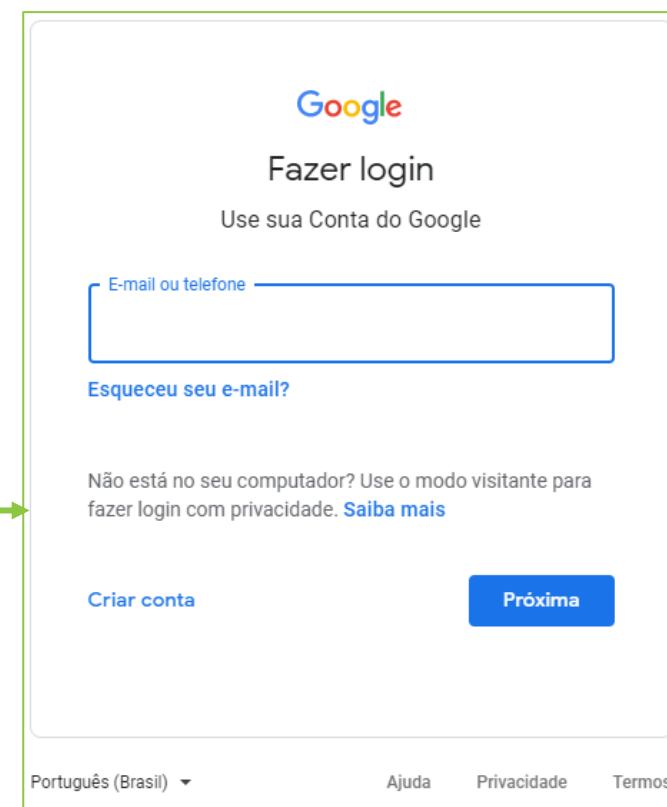 Google
Fazer login
Use sua Conta do Google
E-mail ou telefone
Esqueceu seu e-mail?
Não está no seu computador? Use o modo visitante para
fazer login com privacidade. Saiba mais
Criar conta Próxima
Português (Brasil) Ajuda Privacidade Termos